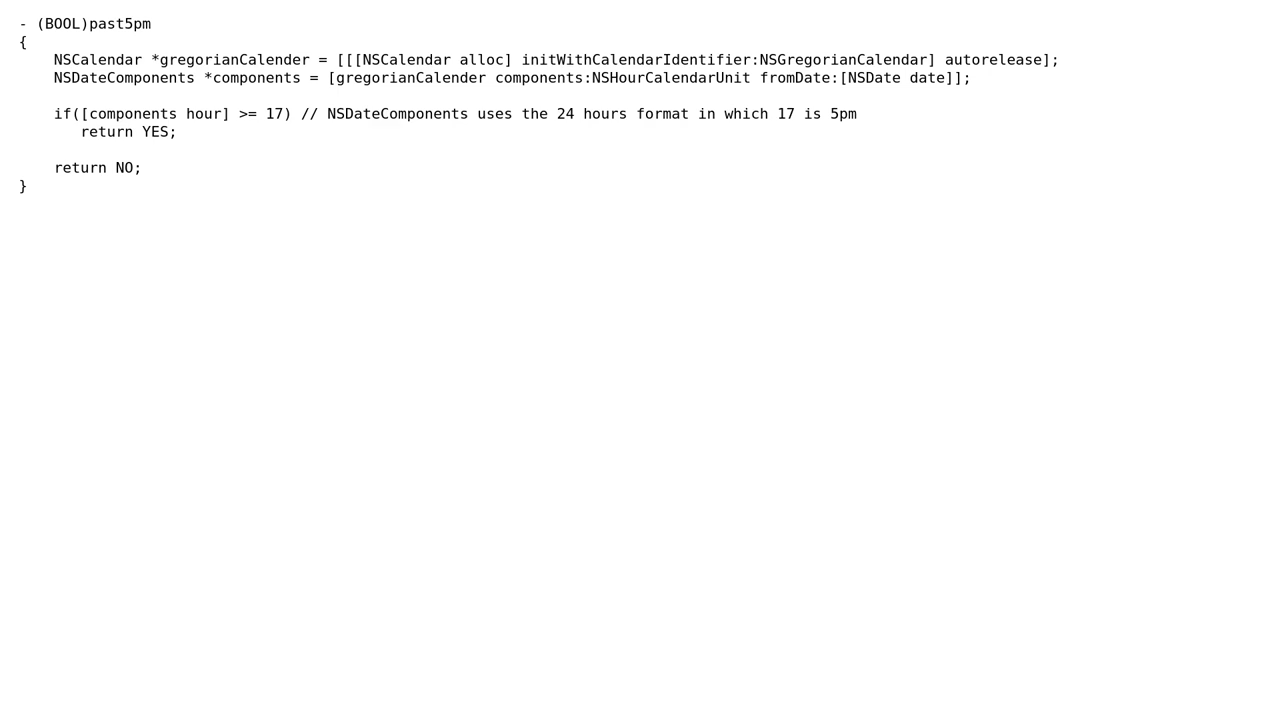 - (BOOL)past5pm
{
    NSCalendar *gregorianCalender = [[[NSCalendar alloc] initWithCalendarIdentifier:NSGregorianCalendar] autorelease];
    NSDateComponents *components = [gregorianCalender components:NSHourCalendarUnit fromDate:[NSDate date]];

    if([components hour] >= 17) // NSDateComponents uses the 24 hours format in which 17 is 5pm
       return YES;

    return NO;
}